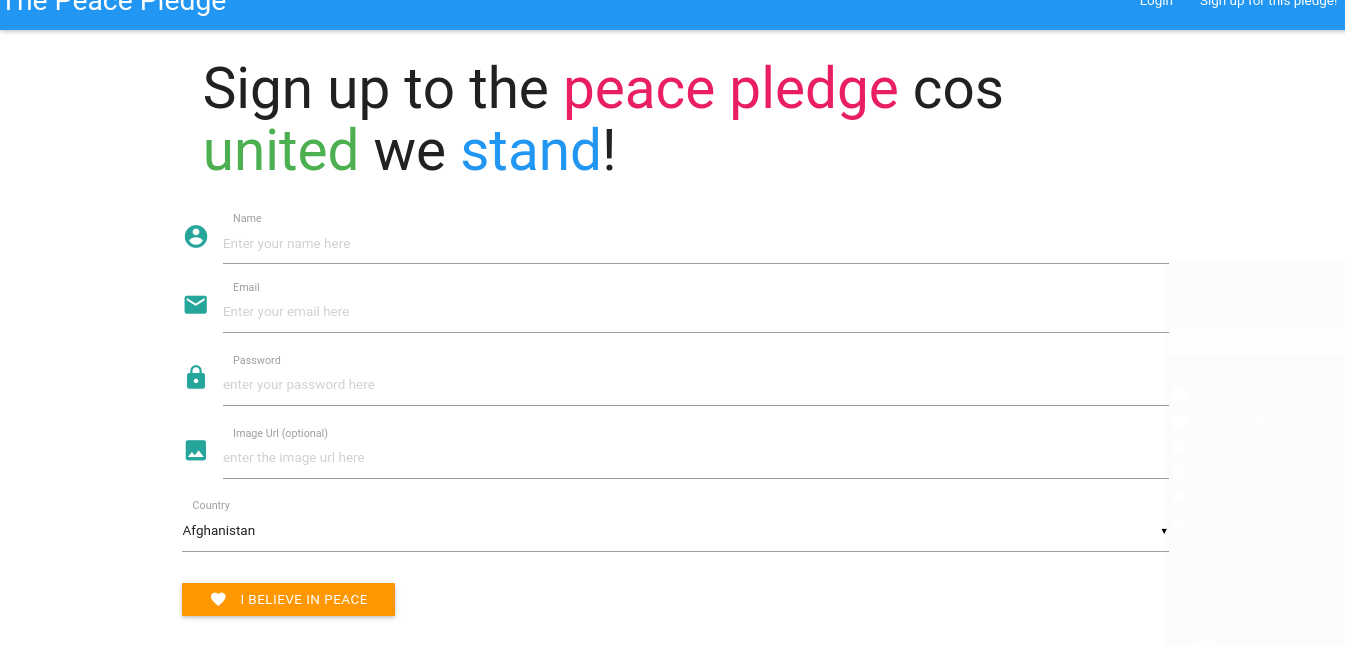 The Peace Pledge
Login
Sign up for this pledge!
Sign up to the peace pledge cos
united we stand!
Name
Enter your name here
Email
Enter your email here
Password
enter your password here
Image Url (optional)
enter the image url here
Country
Afghanistan
I BELIEVE IN PEACE